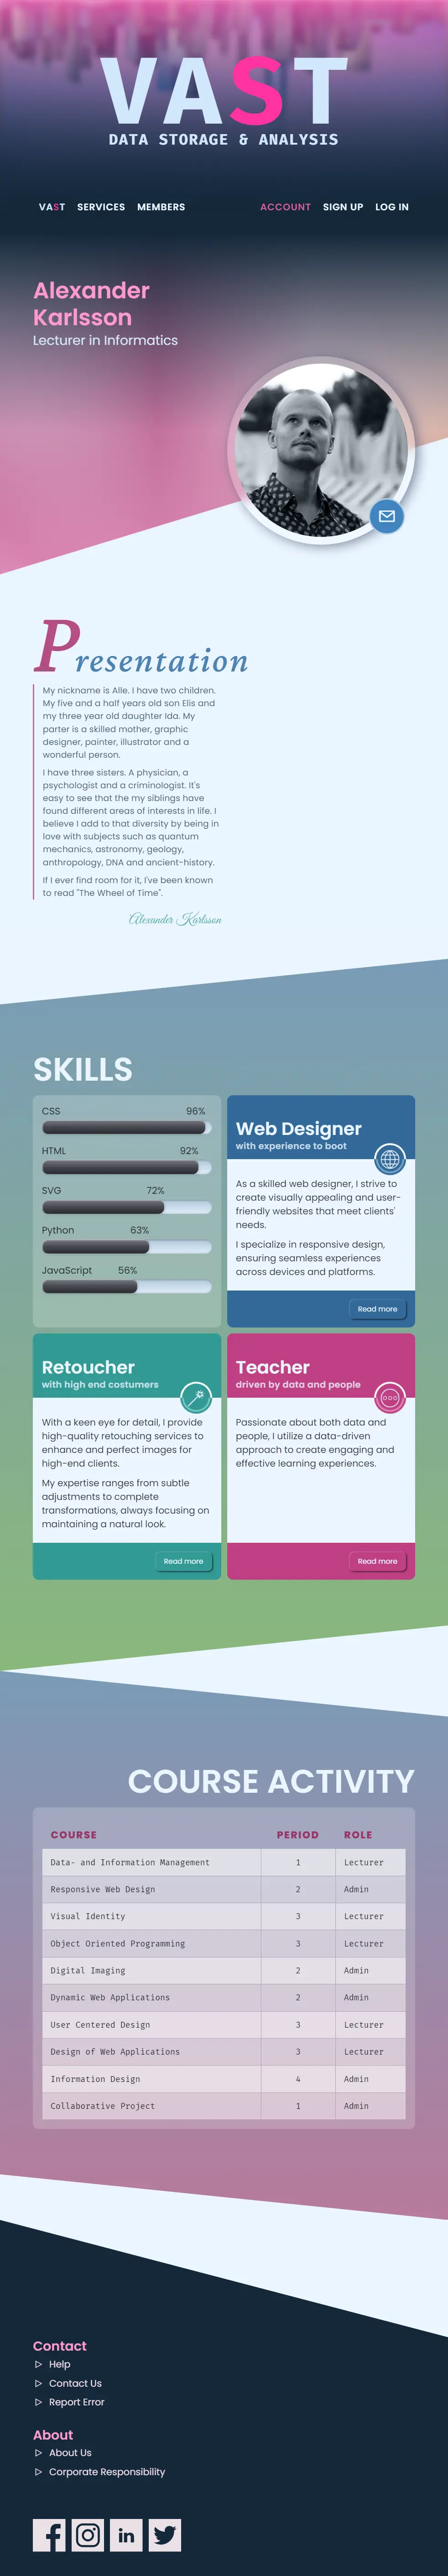 VAST
DATA STORAGE & ANALYSIS
VAST SERVICES MEMBERS ACCOUNT SIGN UP LOG IN
Alexander
Karlsson
Lecturer in Informatics
Presentation
My nickname is Alle. I have two children.
My five and a half years old son Elis and
my three year old daughter Ida. My
parter is a skilled mother, graphic
designer, painter, illustrator and a
wonderful person.
I have three sisters. A physician, a
psychologist and a criminologist. It's
easy to see that the my siblings have
found different areas of interests in life. I
believe I add to that diversity by being in
love with subjects such as quantum
mechanics, astronomy, geology,
anthropology, DNA and ancient-history.
If I ever find room for it, I've been known
to read "The Wheel of Time".
Alexander Karlsson
SKILLS
CSS 96%
HTML 92%
SVG 72%
Python 63%
JavaScript 56%
Web Designer
with experience to boot
As a skilled web designer, I strive to
create visually appealing and user-
friendly websites that meet clients'
needs.
I specialize in responsive design,
ensuring seamless experiences
across devices and platforms.
Read more
Retoucher
with high end costumers
With a keen eye for detail, I provide
high-quality retouching services to
enhance and perfect images for
high-end clients.
My expertise ranges from subtle
adjustments to complete
transformations, always focusing on
maintaining a natural look.
Read more
Teacher
driven by data and people
Passionate about both data and
people, I utilize a data-driven
approach to create engaging and
effective learning experiences.
Read more
COURSE ACTIVITY
COURSE PERIOD ROLE
Data- and Information Management 1 Lecturer
Responsive Web Design 2 Admin
Visual Identity 3 Lecturer
Object Oriented Programming 3 Lecturer
Digital Imaging 2 Admin
Dynamic Web Applications 2 Admin
User Centered Design 3 Lecturer
Design of Web Applications 3 Lecturer
Information Design 4 Admin
Collaborative Project 1 Admin
Contact
Help
Contact Us
Report Error
About
About Us
Corporate Responsibility